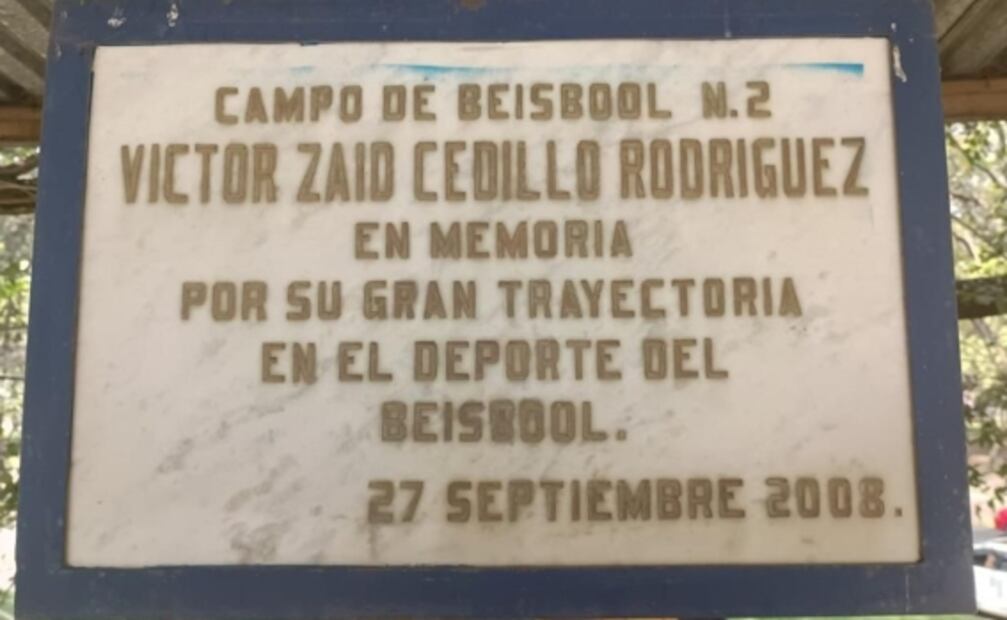 CAMPO DE BEISBOOL N.2
VICTOR ZAID CEDILLO RODRIGUEZ
EN MEMORIA
POR SU GRAN TRAYECTORIA
EN EL DEPORTE DEL
BEISBOOL.
27 SEPTIEMBRE 2008.